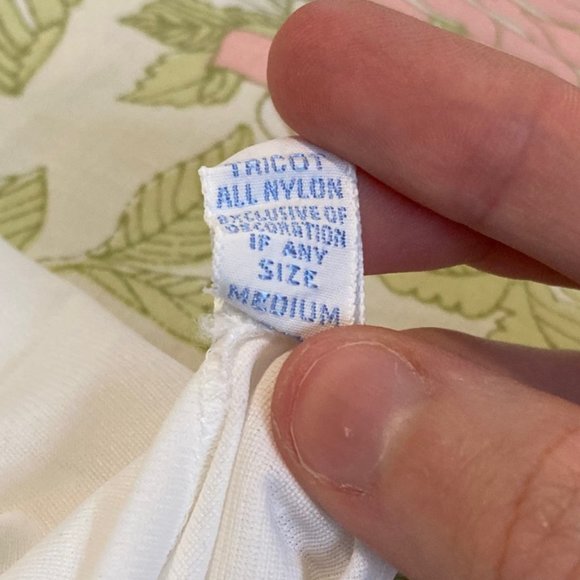 TRICOT
ALL NYLON
EXCLUSIVE OF
DECORATION
IF ANY
SIZE
MEDIUM